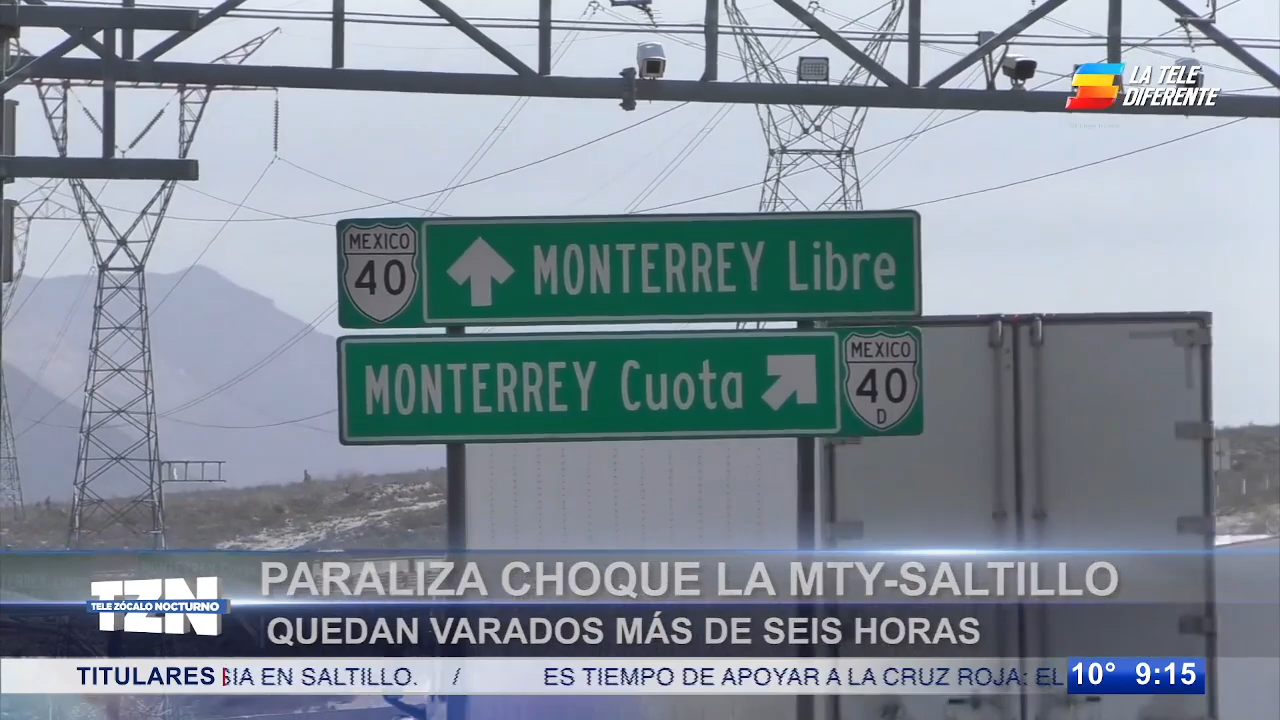 LA TELE
DIFERENTE
MEXICO
40
MONTERREY Libre
MONTERREY Cuota
MEXICO
40
D
PARALIZA CHOQUE LA MTY-SALTILLO
TZN
TELE ZÓCALO NOCTURNO
QUEDAN VARADOS MÁS DE SEIS HORAS
TITULARES SIA EN SALTILLO. / ES TIEMPO DE APOYAR A LA CRUZ ROJA: EL
10° 9:15